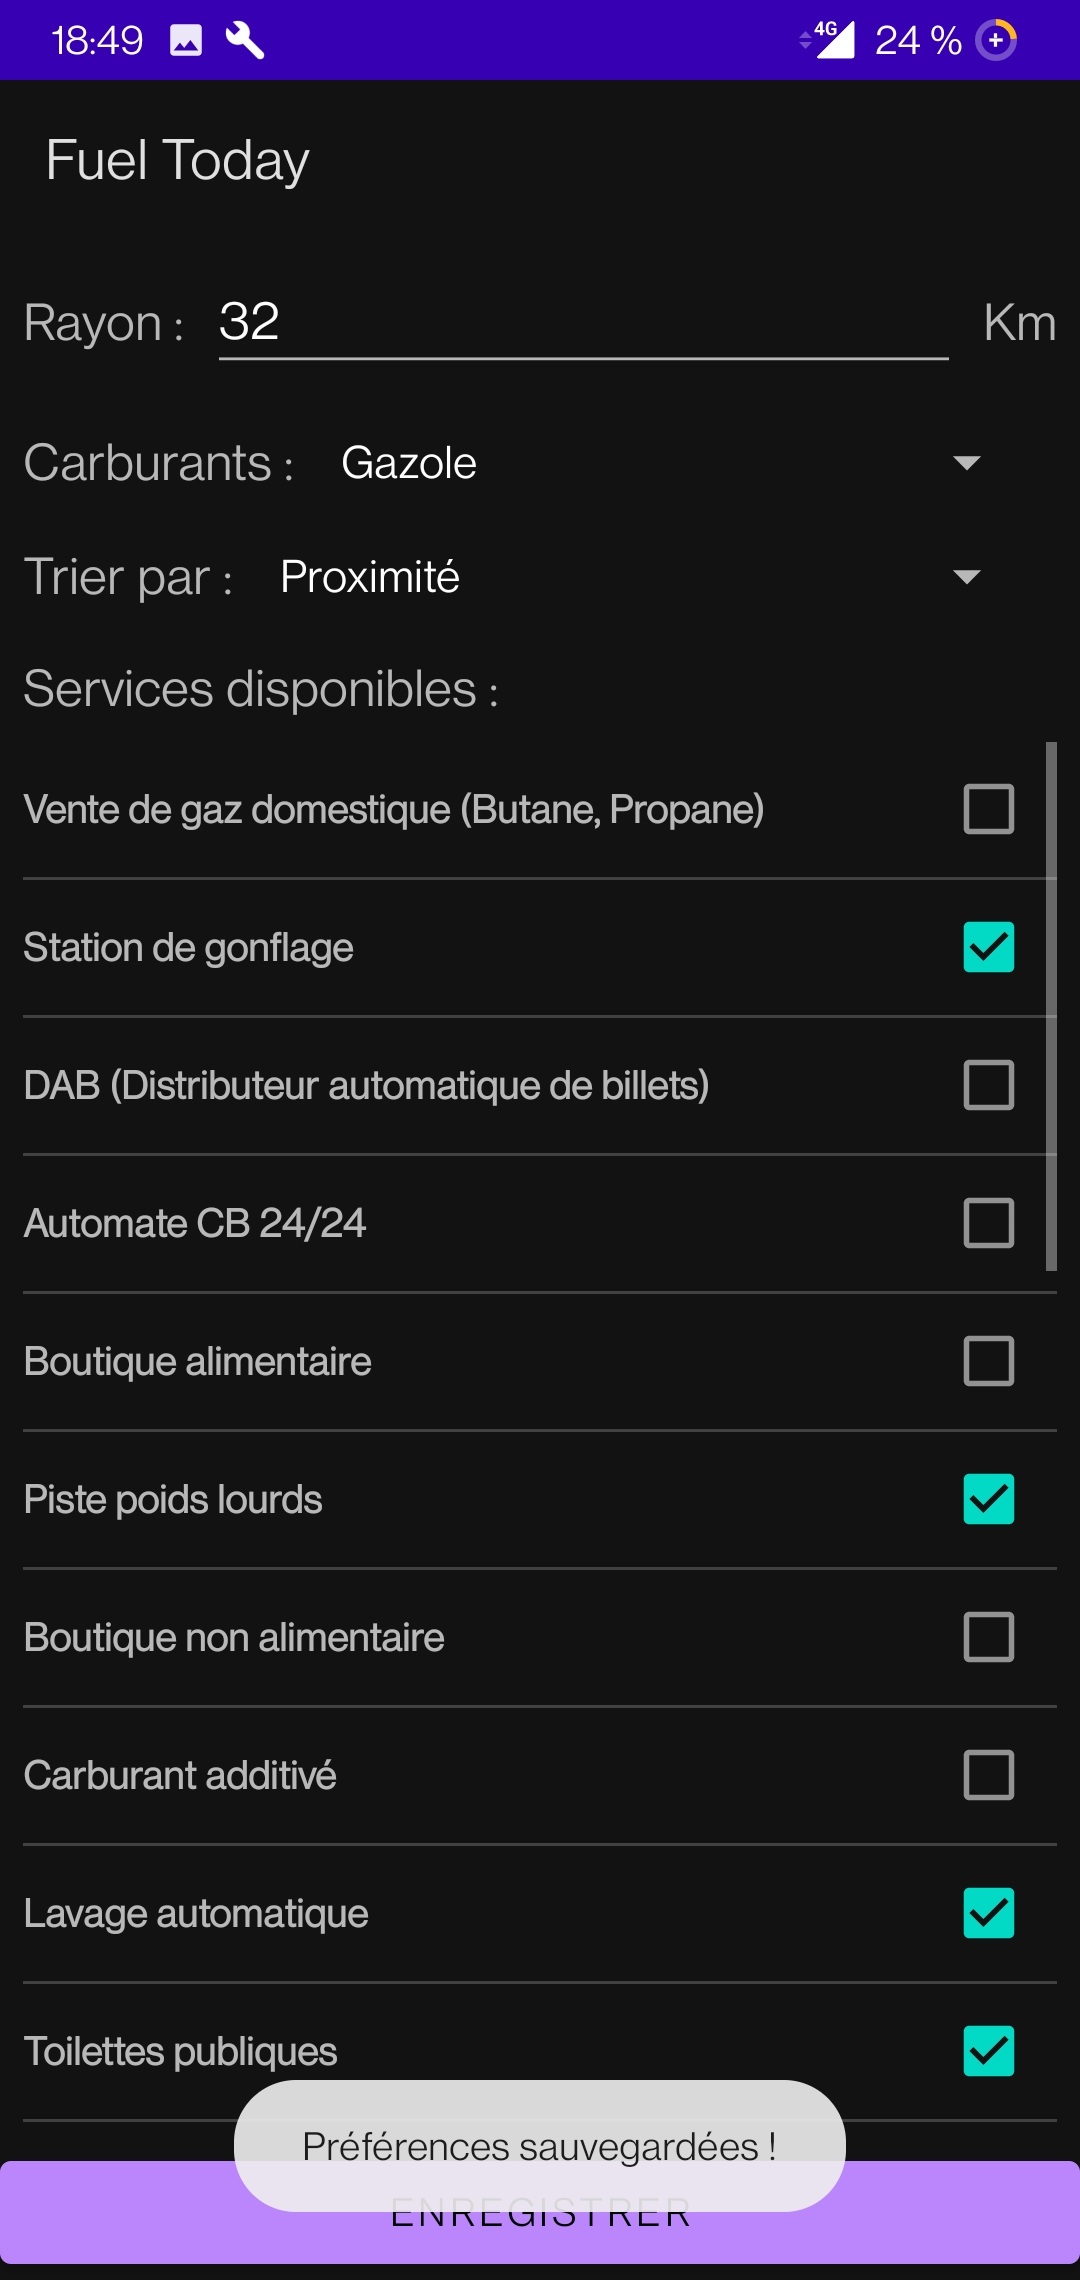 18:49
4G
24 %
Fuel Today
Rayon : 32 Km
Carburants : Gazole
Trier par : Proximité
Services disponibles :
Vente de gaz domestique (Butane, Propane)
Station de gonflage
DAB (Distributeur automatique de billets)
Automate CB 24/24
Boutique alimentaire
Piste poids lourds
Boutique non alimentaire
Carburant additivé
Lavage automatique
Toilettes publiques
Préférences sauvegardées !
ENREGISTRER